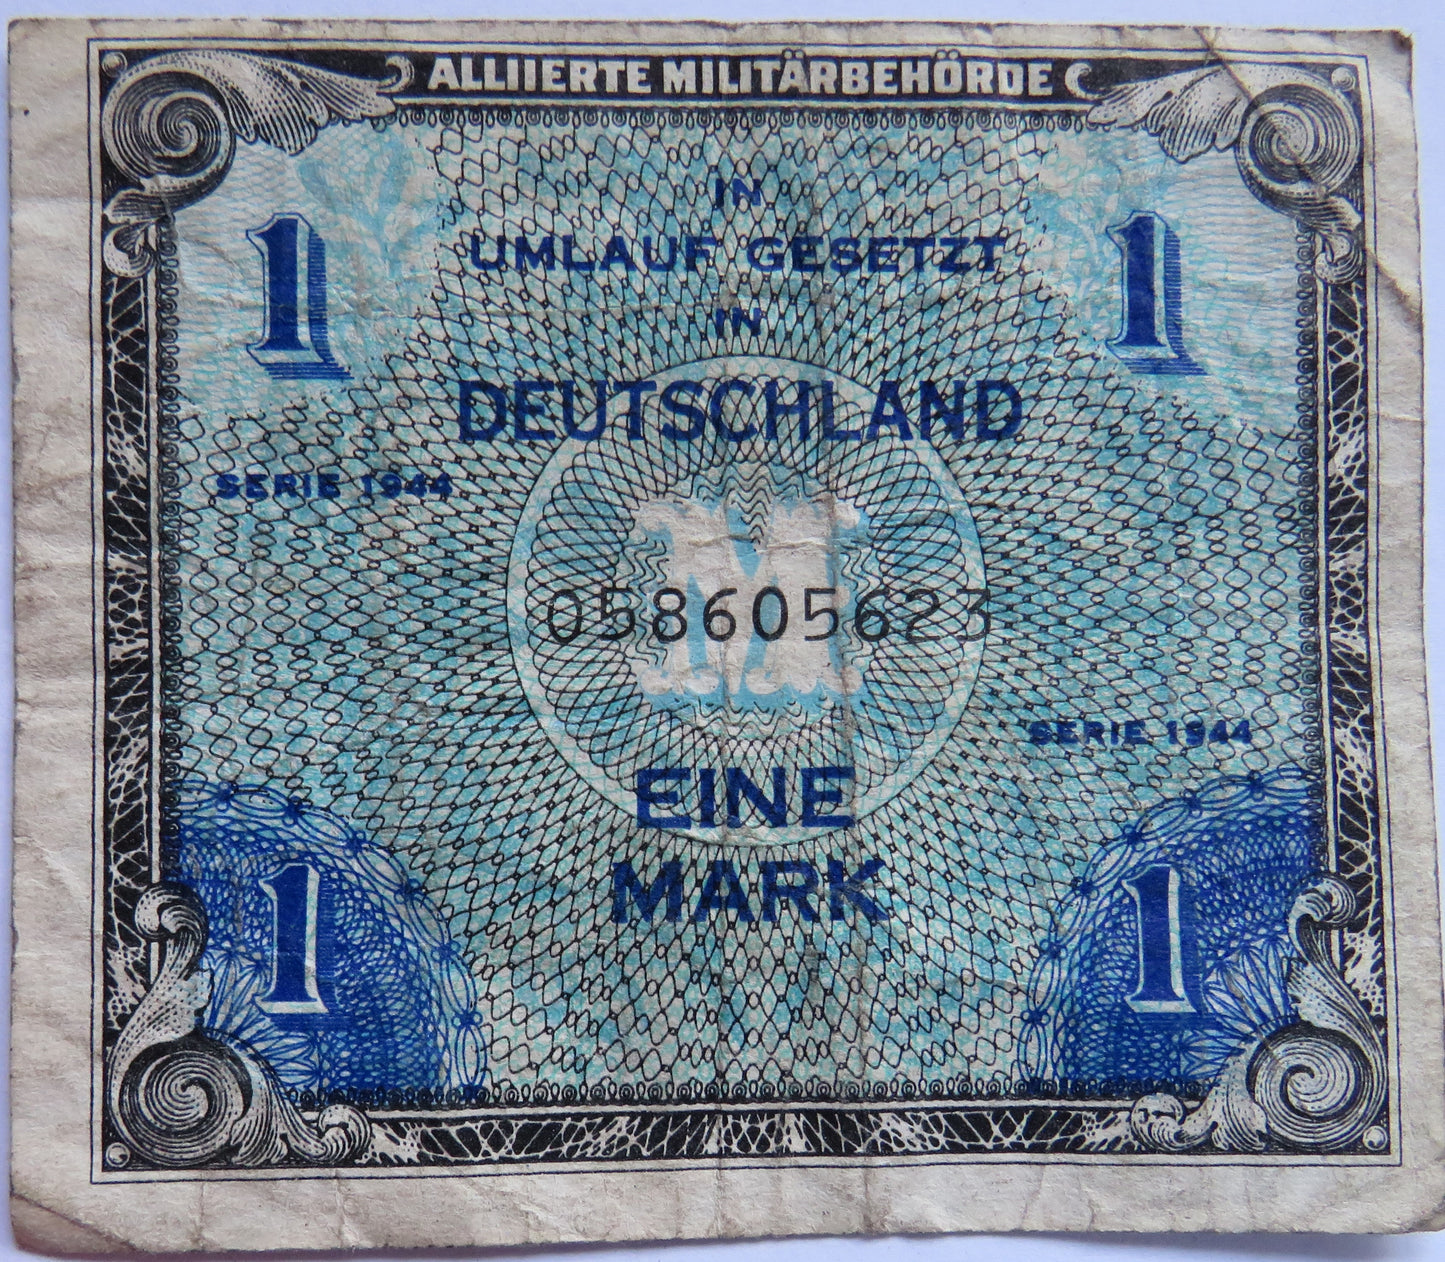 ALLIIERTE MILITÄRBEHÖRDE
IN
UMLAUF GESETZT
IN
1 1
DEUTSCHLAND
SERIE 1944
M
058605623
SERIE 1944
EINE
MARK
1 1